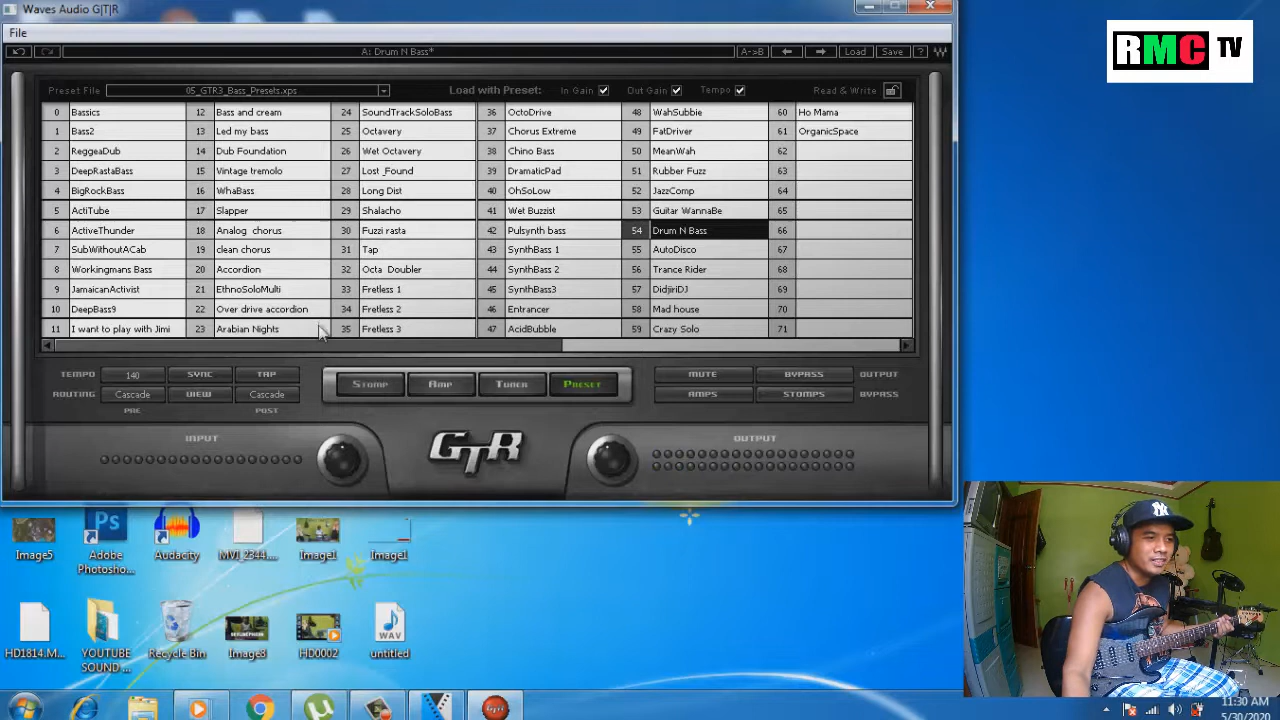 Waves Audio G|T|R
RMC TV
File
A: Drum N Bass*
A->B
Load
Save
?
Preset File
05_GTR3_Bass_Presets.xps
Load with Preset:
In Gain
Out Gain
Tempo
Read & Write
0 Bassics 12 Bass and cream 24 SoundTrackSoloBass 36 OctoDrive 48 WahSubbie 60 Ho Mama
1 Bass2 13 Led my bass 25 Octavery 37 Chorus Extreme 49 FatDriver 61 OrganicSpace
2 ReggeaDub 14 Dub Foundation 26 Wet Octavery 38 Chino Bass 50 MeanWah 62
3 DeepRastaBass 15 Vintage tremolo 27 Lost_Found 39 DramaticPad 51 Rubber Fuzz 63
4 BigRockBass 16 WhaBass 28 Long Dist 40 OhSoLow 52 JazzComp 64
5 ActiTube 17 Slapper 29 Shalacho 41 Wet Buzzist 53 Guitar WannaBe 65
6 ActiveThunder 18 Analog chorus 30 Fuzzi rasta 42 Pulsynth bass 54 Drum N Bass 66
7 SubWithoutACab 19 clean chorus 31 Tap 43 SynthBass 1 55 AutoDisco 67
8 Workingmans Bass 20 Accordion 32 Octa Doubler 44 SynthBass 2 56 Trance Rider 68
9 JamaicanActivist 21 EthnoSoloMulti 33 Fretless 1 45 SynthBass3 57 DidjiriDJ 69
10 DeepBass9 22 Over drive accordion 34 Fretless 2 46 Entrancer 58 Mad house 70
11 I want to play with Jimi 23 Arabian Nights 35 Fretless 3 47 AcidBubble 59 Crazy Solo 71
TEMPO 140 SYNC TAP
ROUTING Cascade VIEW Cascade
PRE POST
Stomp Amp Tuner Preset
MUTE BYPASS OUTPUT
AMPS STOMPS BYPASS
INPUT
GTR
OUTPUT
Ps
Image5
Adobe Photosho...
Audacity
MVI_2344....
Image1
Image1
WAV
HD1814.M...
YOUTUBE SOUND ...
Recycle Bin
Image8
HD0002
untitled
11:30 AM
5/30/2020